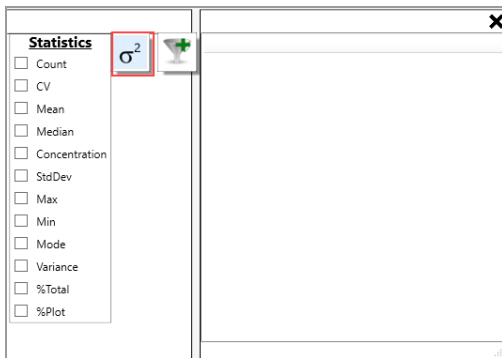 Statistics
σ²
Count
CV
Mean
Median
Concentration
StdDev
Max
Min
Mode
Variance
%Total
%Plot